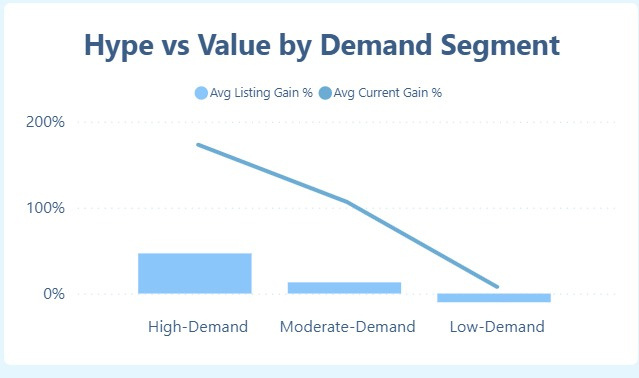 Hype vs Value by Demand Segment
Avg Listing Gain % Avg Current Gain %
200%
100%
0%
High-Demand Moderate-Demand Low-Demand